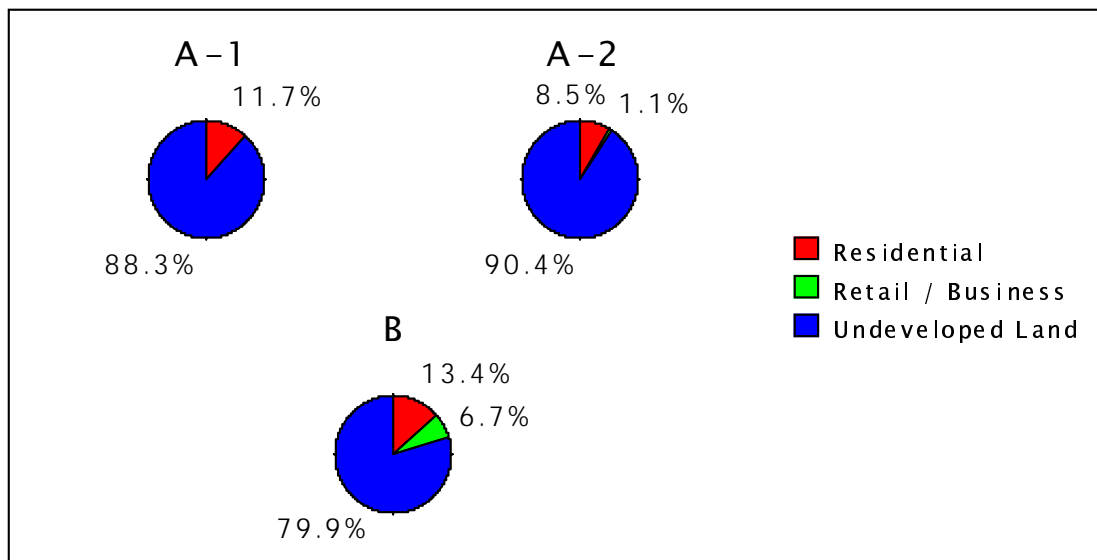 A-1
11.7%
88.3%
A-2
8.5%
1.1%
90.4%
B
13.4%
6.7%
79.9%
Residential
Retail / Business
Undeveloped Land